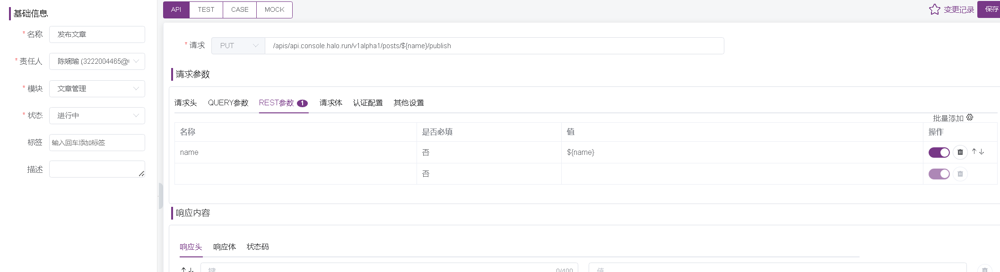 基础信息
* 名称 发布文章
* 责任人 陈婉瑜 (3222004465@
* 模块 文章管理
* 状态 进行中
标签 输入回车添加标签
描述
API TEST CASE MOCK
变更记录 保存
* 请求 PUT /apis/api.console.halo.run/v1alpha1/posts/${name}/publish
请求参数
请求头 QUERY参数 REST参数 1 请求体 认证配置 其他设置
批量添加
名称 是否必填 值 操作
name 否 ${name}
否
响应内容
响应头 响应体 状态码
键 0/400 值